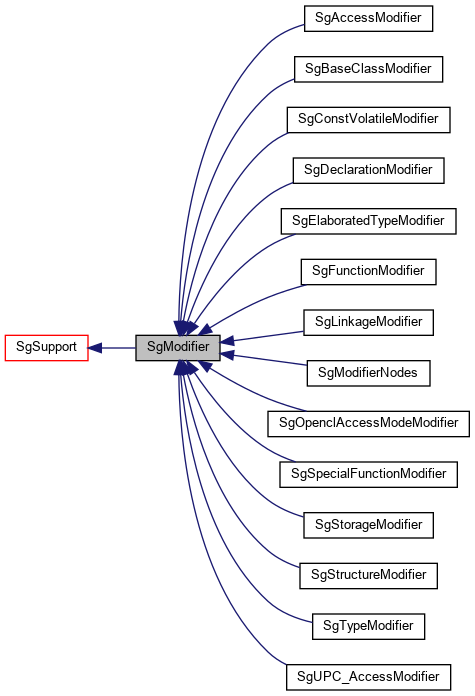 SgAccessModifier
SgBaseClassModifier
SgConstVolatileModifier
SgDeclarationModifier
SgElaboratedTypeModifier
SgFunctionModifier
SgLinkageModifier
SgSupport
SgModifier
SgModifierNodes
SgOpenclAccessModeModifier
SgSpecialFunctionModifier
SgStorageModifier
SgStructureModifier
SgTypeModifier
SgUPC_AccessModifier